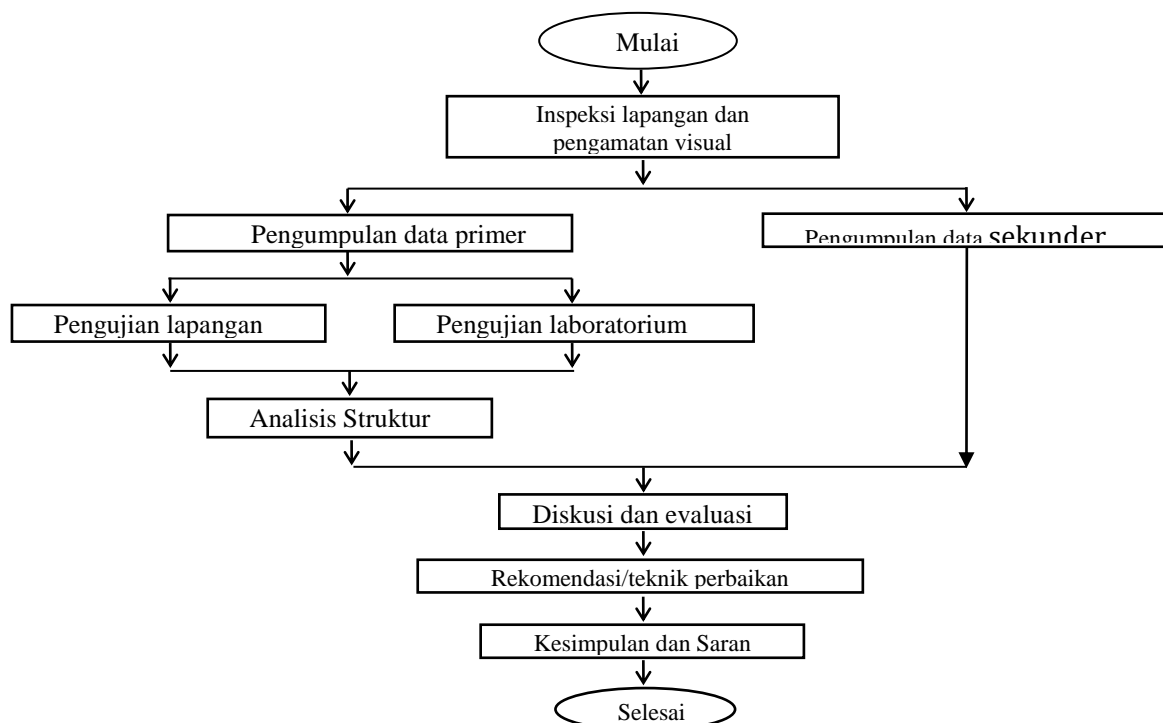 Mulai
Inspeksi lapangan dan
pengamatan visual
Pengumpulan data primer
Pengumpulan data sekunder
Pengujian lapangan
Pengujian laboratorium
Analisis Struktur
Diskusi dan evaluasi
Rekomendasi/teknik perbaikan
Kesimpulan dan Saran
Selesai